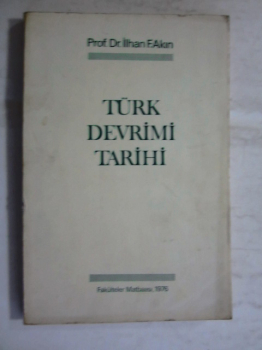 Prof. Dr. İlhan F. Akın
TÜRK
DEVRİMİ
TARİHİ
Fakülteler Matbaası, 1976